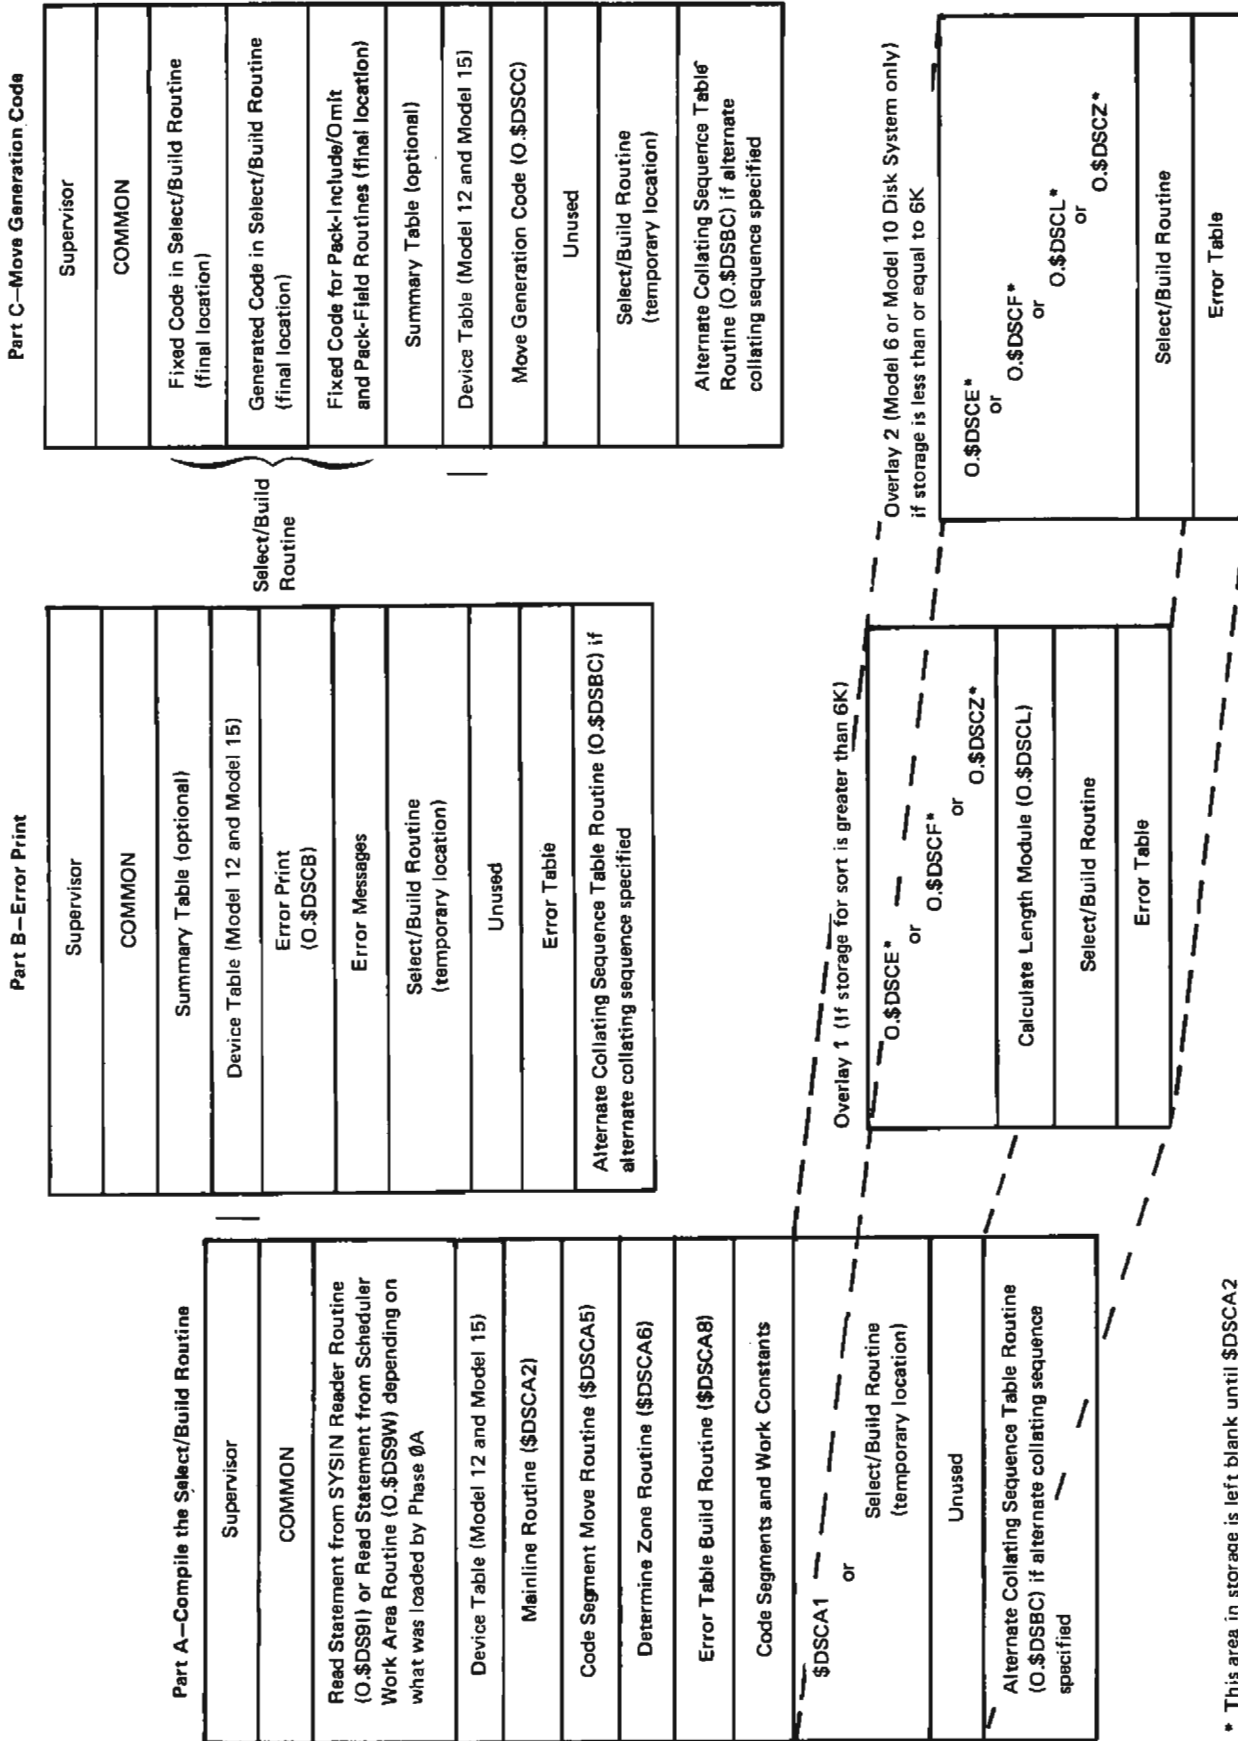 Part A—Compile the Select/Build Routine
Supervisor
COMMON
Read Statement from SYSIN Reader Routine
(O.$DS9I) or Read Statement from Scheduler
Work Area Routine (O.$DS9W) depending on
what was loaded by Phase ØA
Device Table (Model 12 and Model 15)
Mainline Routine ($DSCA2)
Code Segment Move Routine ($DSCA5)
Determine Zone Routine ($DSCA6)
Error Table Build Routine ($DSCA8)
Code Segments and Work Constants
$DSCA1
or
Select/Build Routine
(temporary location)
Unused
Alternate Collating Sequence Table Routine
(O.$DSBC) if alternate collating sequence
specified
* This area in storage is left blank until $DSCA2
Part B—Error Print
Supervisor
COMMON
Summary Table (optional)
Device Table (Model 12 and Model 15)
Error Print
(O.$DSCB)
Error Messages
Select/Build Routine
(temporary location)
Unused
Error Table
Alternate Collating Sequence Table Routine (O.$DSBC) if
alternate collating sequence specified
Overlay 1 (If storage for sort is greater than 6K)
O.$DSCE*
or
O.$DSCF*
or
O.$DSCZ*
Calculate Length Module (O.$DSCL)
Select/Build Routine
Error Table
Part C—Move Generation Code
Supervisor
COMMON
Fixed Code in Select/Build Routine
(final location)
Generated Code in Select/Build Routine
(final location)
Fixed Code for Pack-Include/Omit
and Pack-Field Routines (final location)
Select/Build
Routine
Summary Table (optional)
Device Table (Model 12 and Model 15)
Move Generation Code (O.$DSCC)
Unused
Select/Build Routine
(temporary location)
Alternate Collating Sequence Table
Routine (O.$DSBC) if alternate
collating sequence specified
Overlay 2 (Model 6 or Model 10 Disk System only)
if storage is less than or equal to 6K
O.$DSCE*
or
O.$DSCF*
or
O.$DSCL*
or
O.$DSCZ*
Select/Build Routine
Error Table